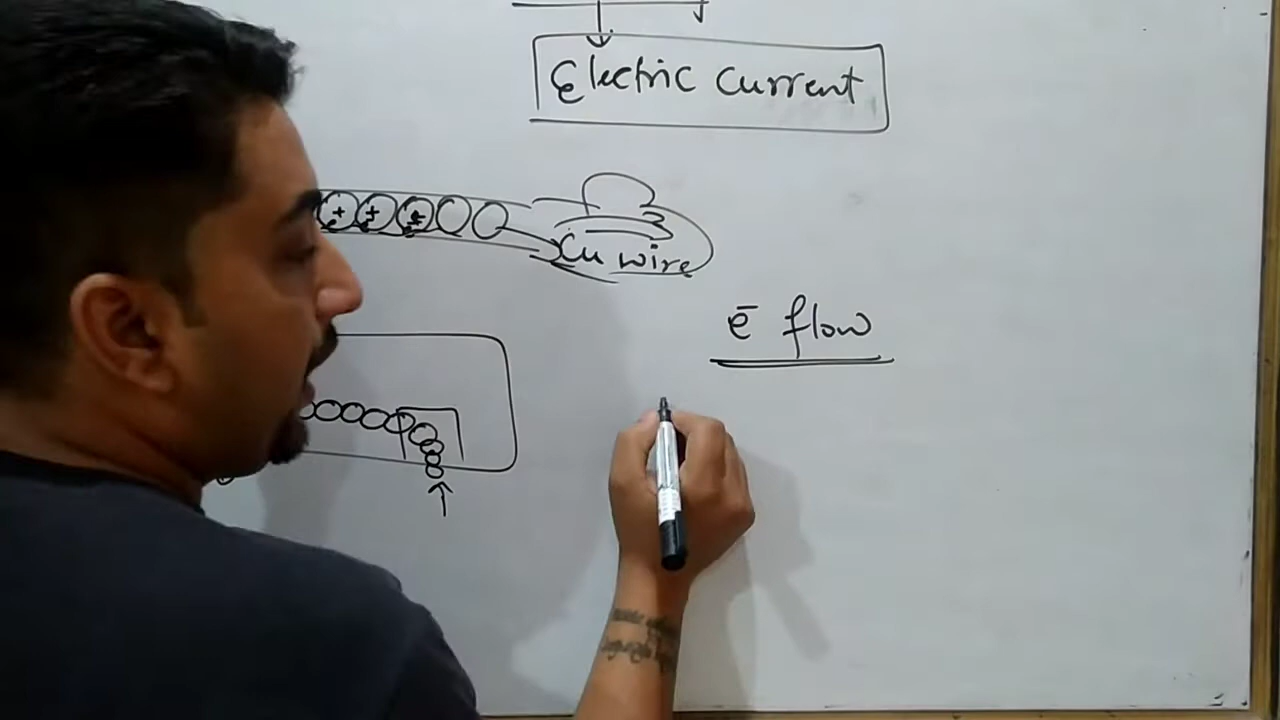 Electric Current
+ + +
Cu wire
e̅ flow